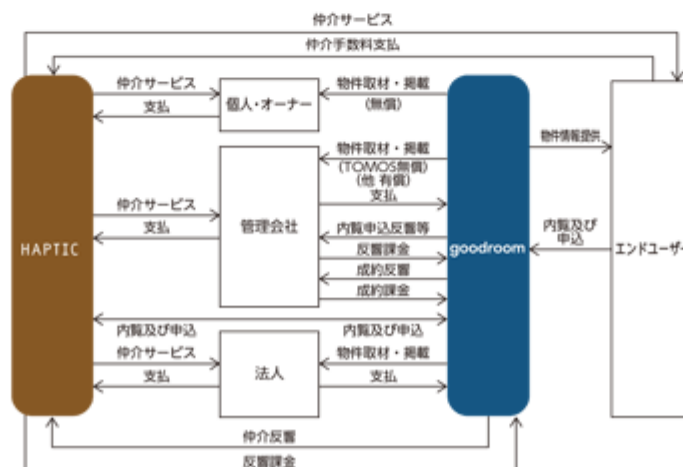 仲介サービス
仲介手数料支払
仲介サービス
支払
個人・オーナー
物件取材・掲載
(無償)
物件情報提供
物件取材・掲載
(TOMOS無償)
(他 有償)
支払
仲介サービス
支払
管理会社
内覧申込反響等
反響課金
成約反響
成約課金
HAPTIC
goodroom
内覧及び
申込
エンドユーザー
内覧及び申込
内覧及び申込
仲介サービス
支払
法人
物件取材・掲載
支払
仲介反響
反響課金